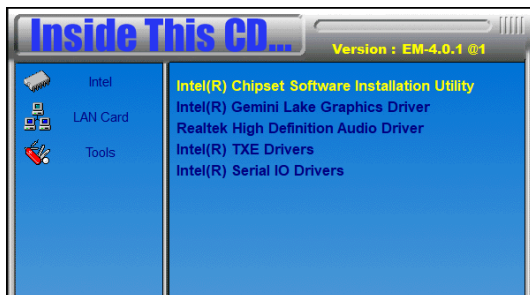 Inside This CD...
Version : EM-4.0.1 @1
Intel
LAN Card
Tools
Intel(R) Chipset Software Installation Utility
Intel(R) Gemini Lake Graphics Driver
Realtek High Definition Audio Driver
Intel(R) TXE Drivers
Intel(R) Serial IO Drivers